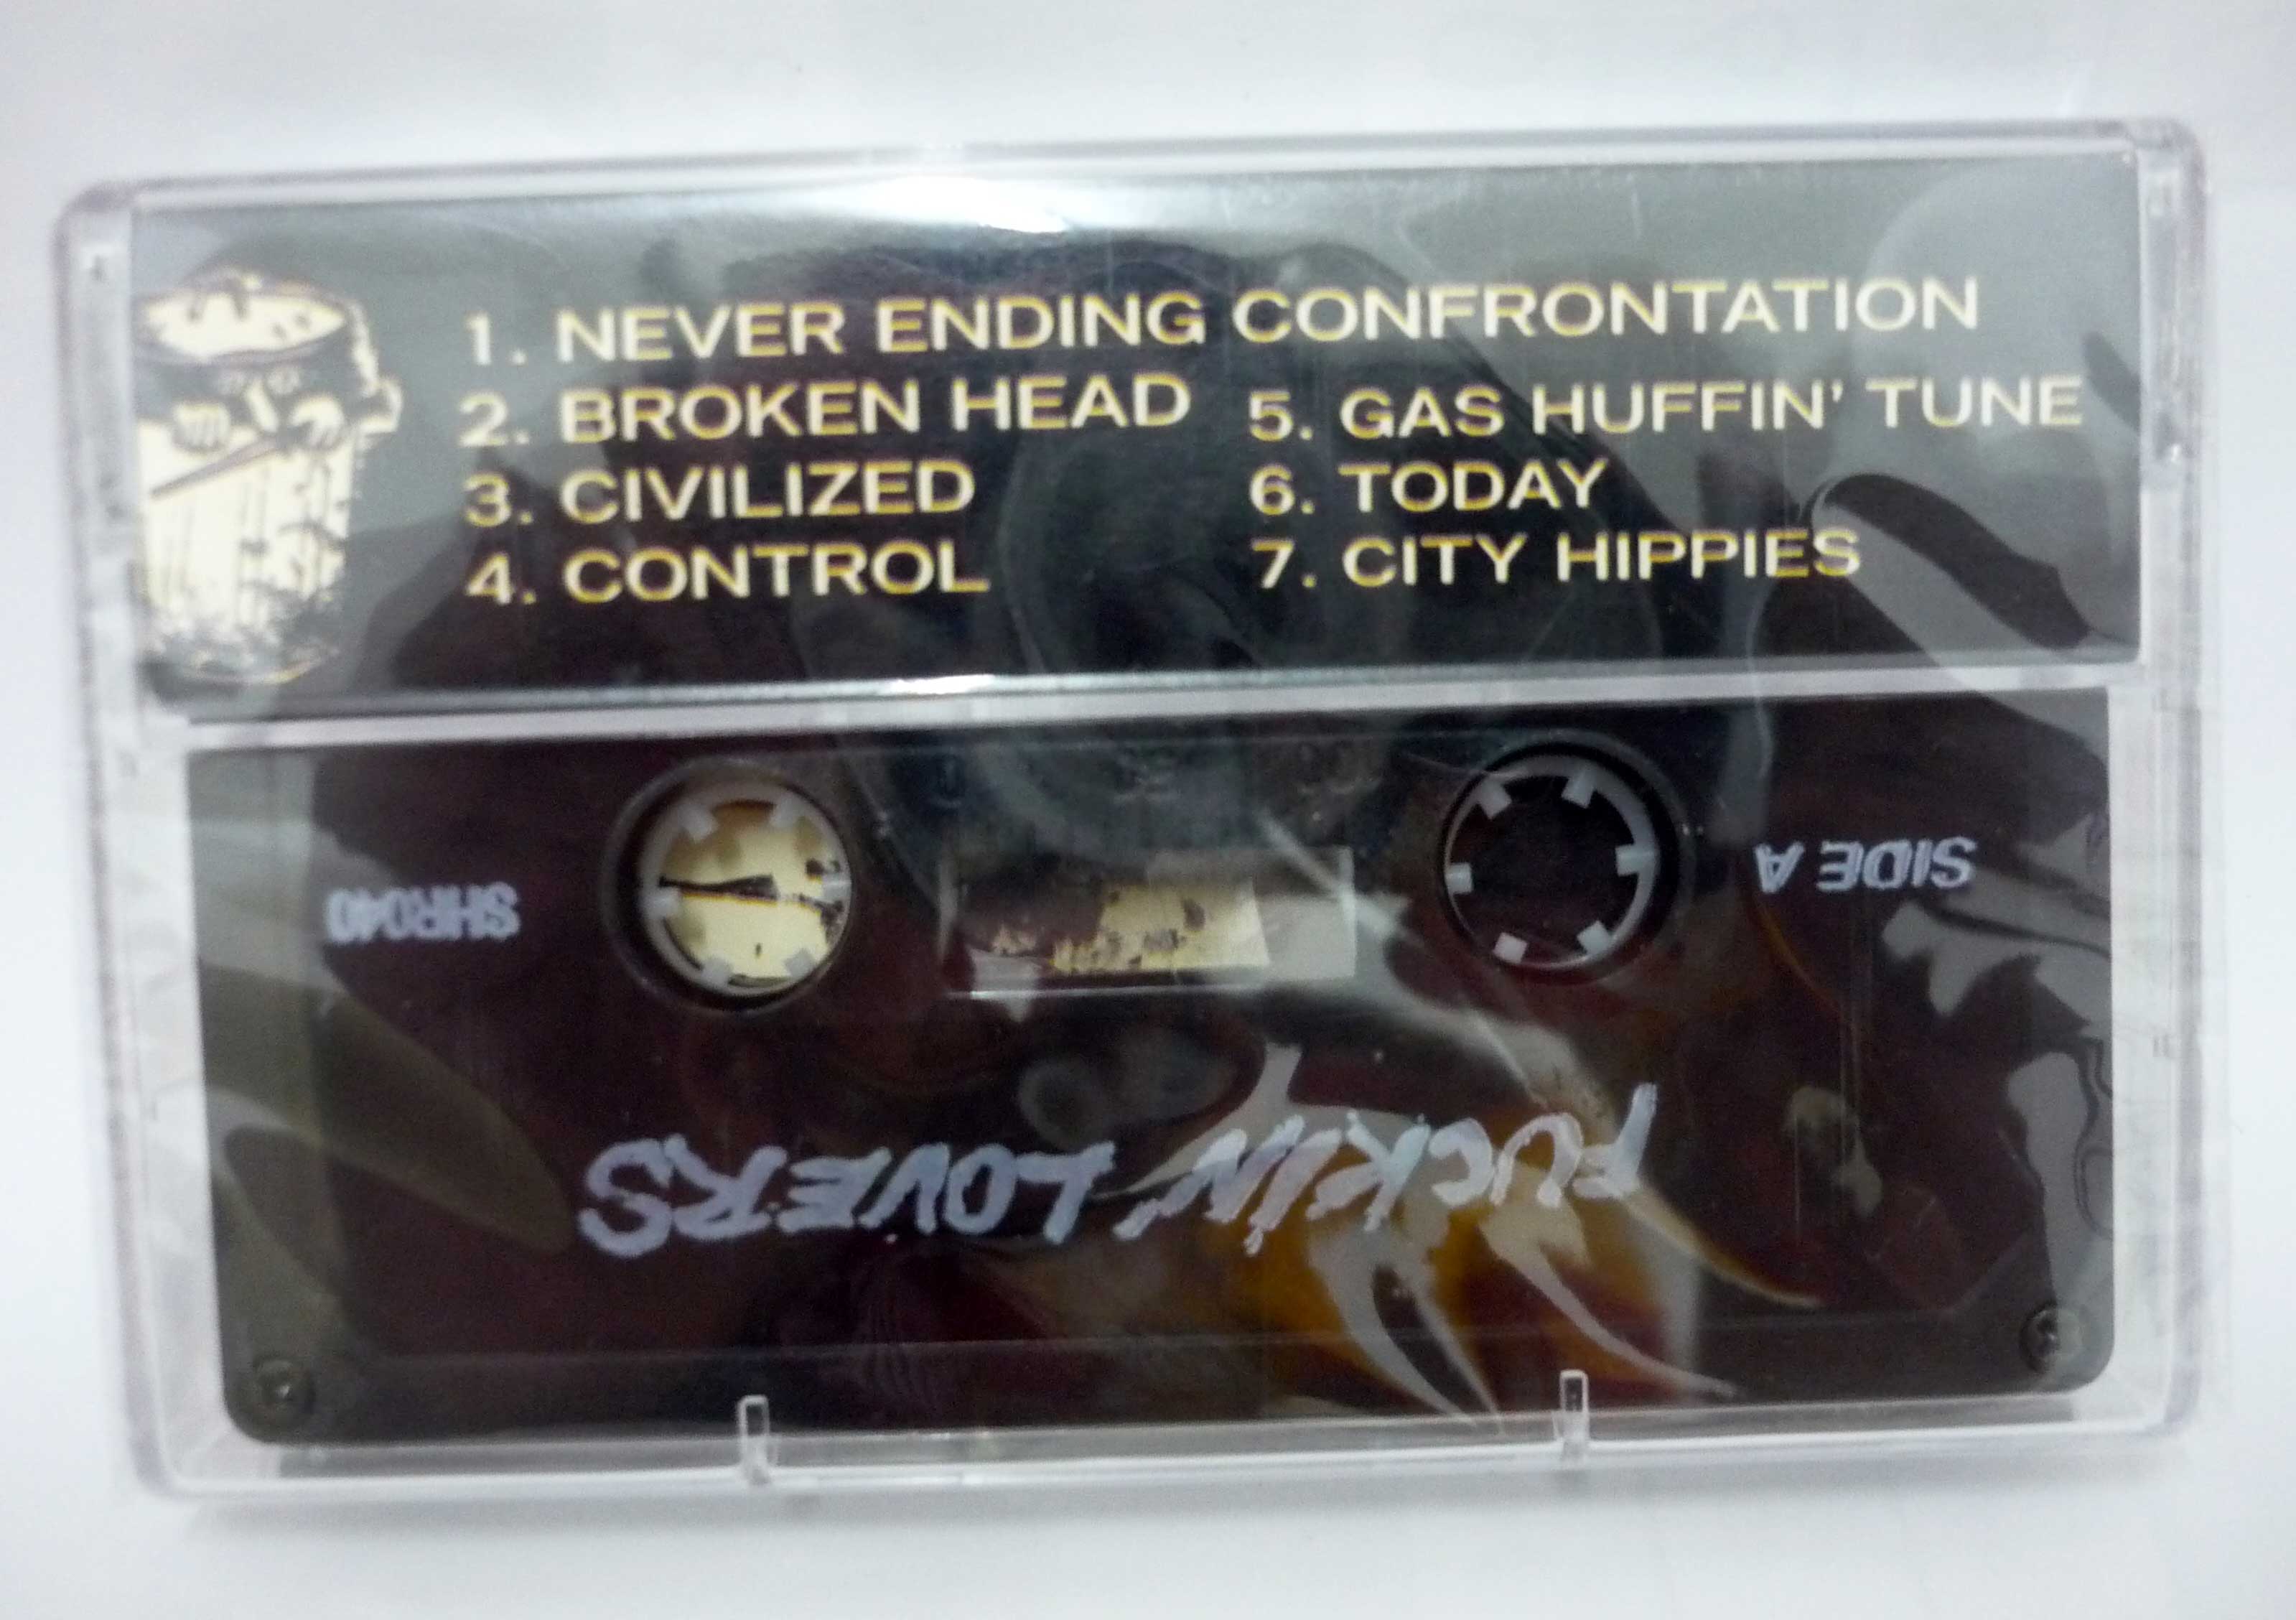 1. NEVER ENDING CONFRONTATION
2. BROKEN HEAD
3. CIVILIZED
4. CONTROL
5. GAS HUFFIN' TUNE
6. TODAY
7. CITY HIPPIES
SIDE A
SHR040
FUCKIN' LOVERS